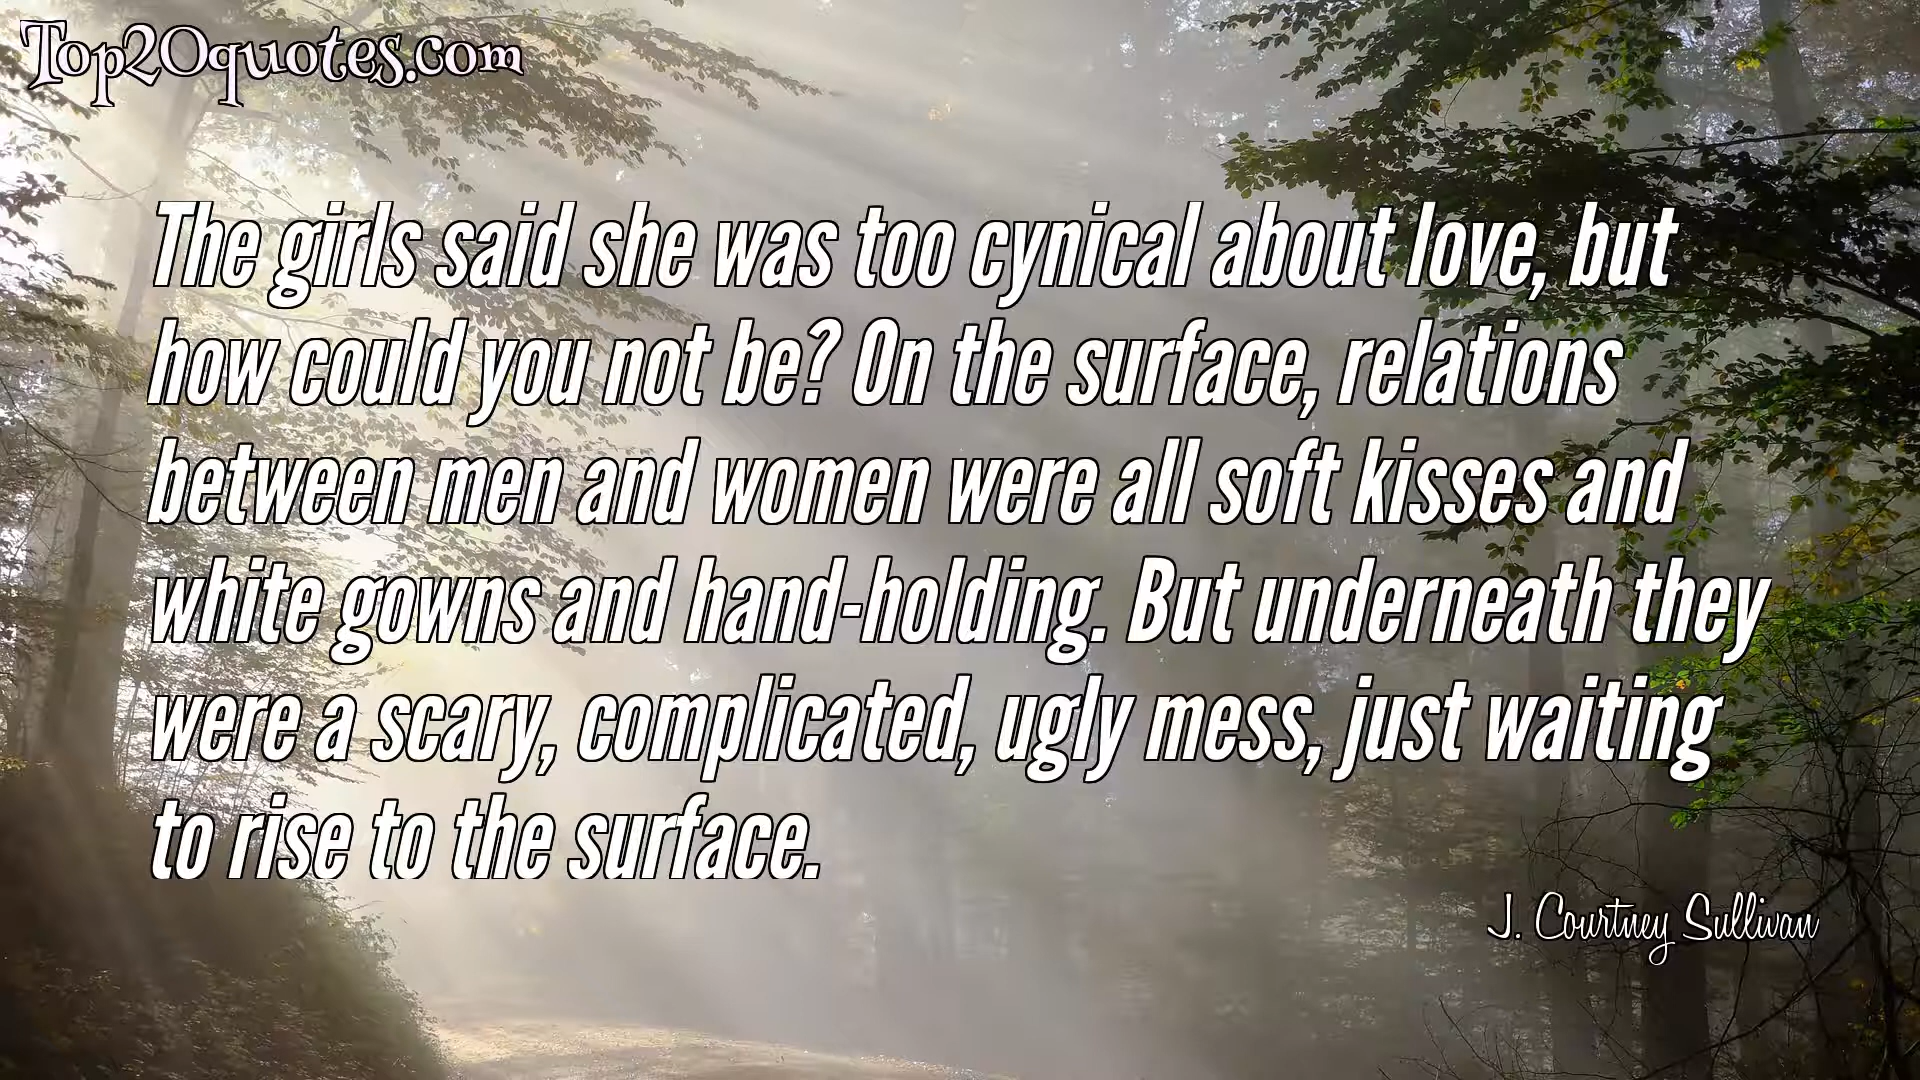 Top20quotes.com
The girls said she was too cynical about love, but
how could you not be? On the surface, relations
between men and women were all soft kisses and
white gowns and hand-holding. But underneath they
were a scary, complicated, ugly mess, just waiting
to rise to the surface.
J. Courtney Sullivan